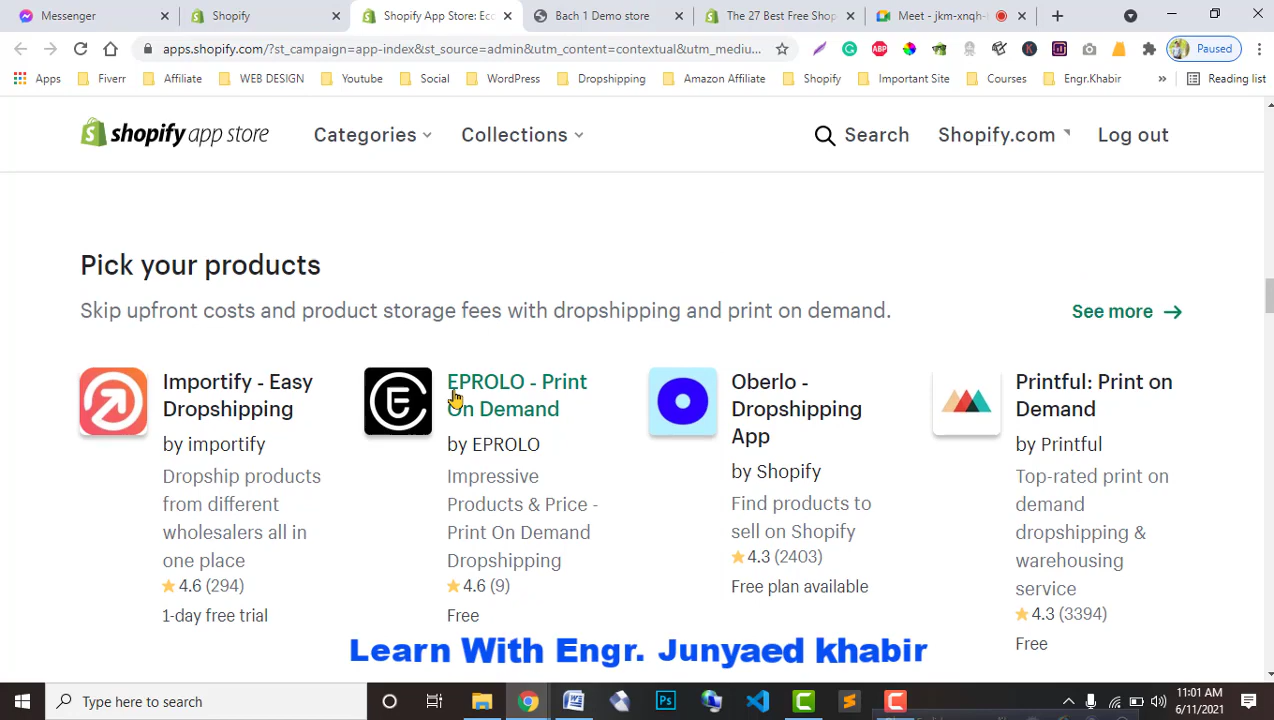 Messenger
Shopify
Shopify App Store: Ec
Bach 1 Demo store
The 27 Best Free Shop
Meet - jkm-xnqh-
apps.shopify.com/?st_campaign=app-index&st_source=admin&utm_content=contextual&utm_mediu...
Paused
Apps
Fiverr
Affiliate
WEB DESIGN
Youtube
Social
WordPress
Dropshipping
Amazon Affiliate
Shopify
Important Site
Courses
Engr.Khabir
»
Reading list
shopify app store
Categories
Collections
Search
Shopify.com
Log out
Pick your products
Skip upfront costs and product storage fees with dropshipping and print on demand.
See more →
Importify - Easy
Dropshipping
by importify
Dropship products
from different
wholesalers all in
one place
4.6 (294)
1-day free trial
EPROLO - Print
On Demand
by EPROLO
Impressive
Products & Price -
Print On Demand
Dropshipping
4.6 (9)
Free
Oberlo -
Dropshipping
App
by Shopify
Find products to
sell on Shopify
4.3 (2403)
Free plan available
Printful: Print on
Demand
by Printful
Top-rated print on
demand
dropshipping &
warehousing
service
4.3 (3394)
Free
Learn With Engr. Junyaed khabir
Type here to search
11:01 AM
6/11/2021